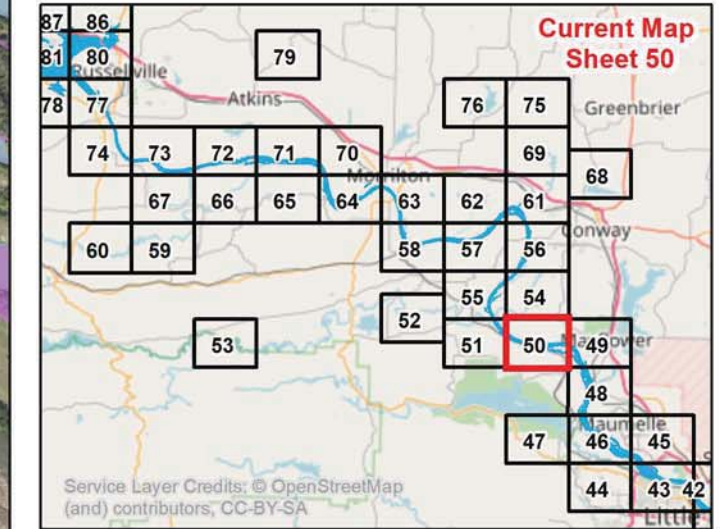 Current Map
Sheet 50
87 86
81 80
Russellville
79
78 77
Atkins
76 75
Greenbrier
74 73 72 71 70
69
68
Morrilton
67 66 65 64 63 62 61
Conway
60 59
58 57 56
55 54
52
53
51 50 49
48
Maumelle
47 46 45
44 43 42
Little
Service Layer Credits: © OpenStreetMap
(and) contributors, CC-BY-SA